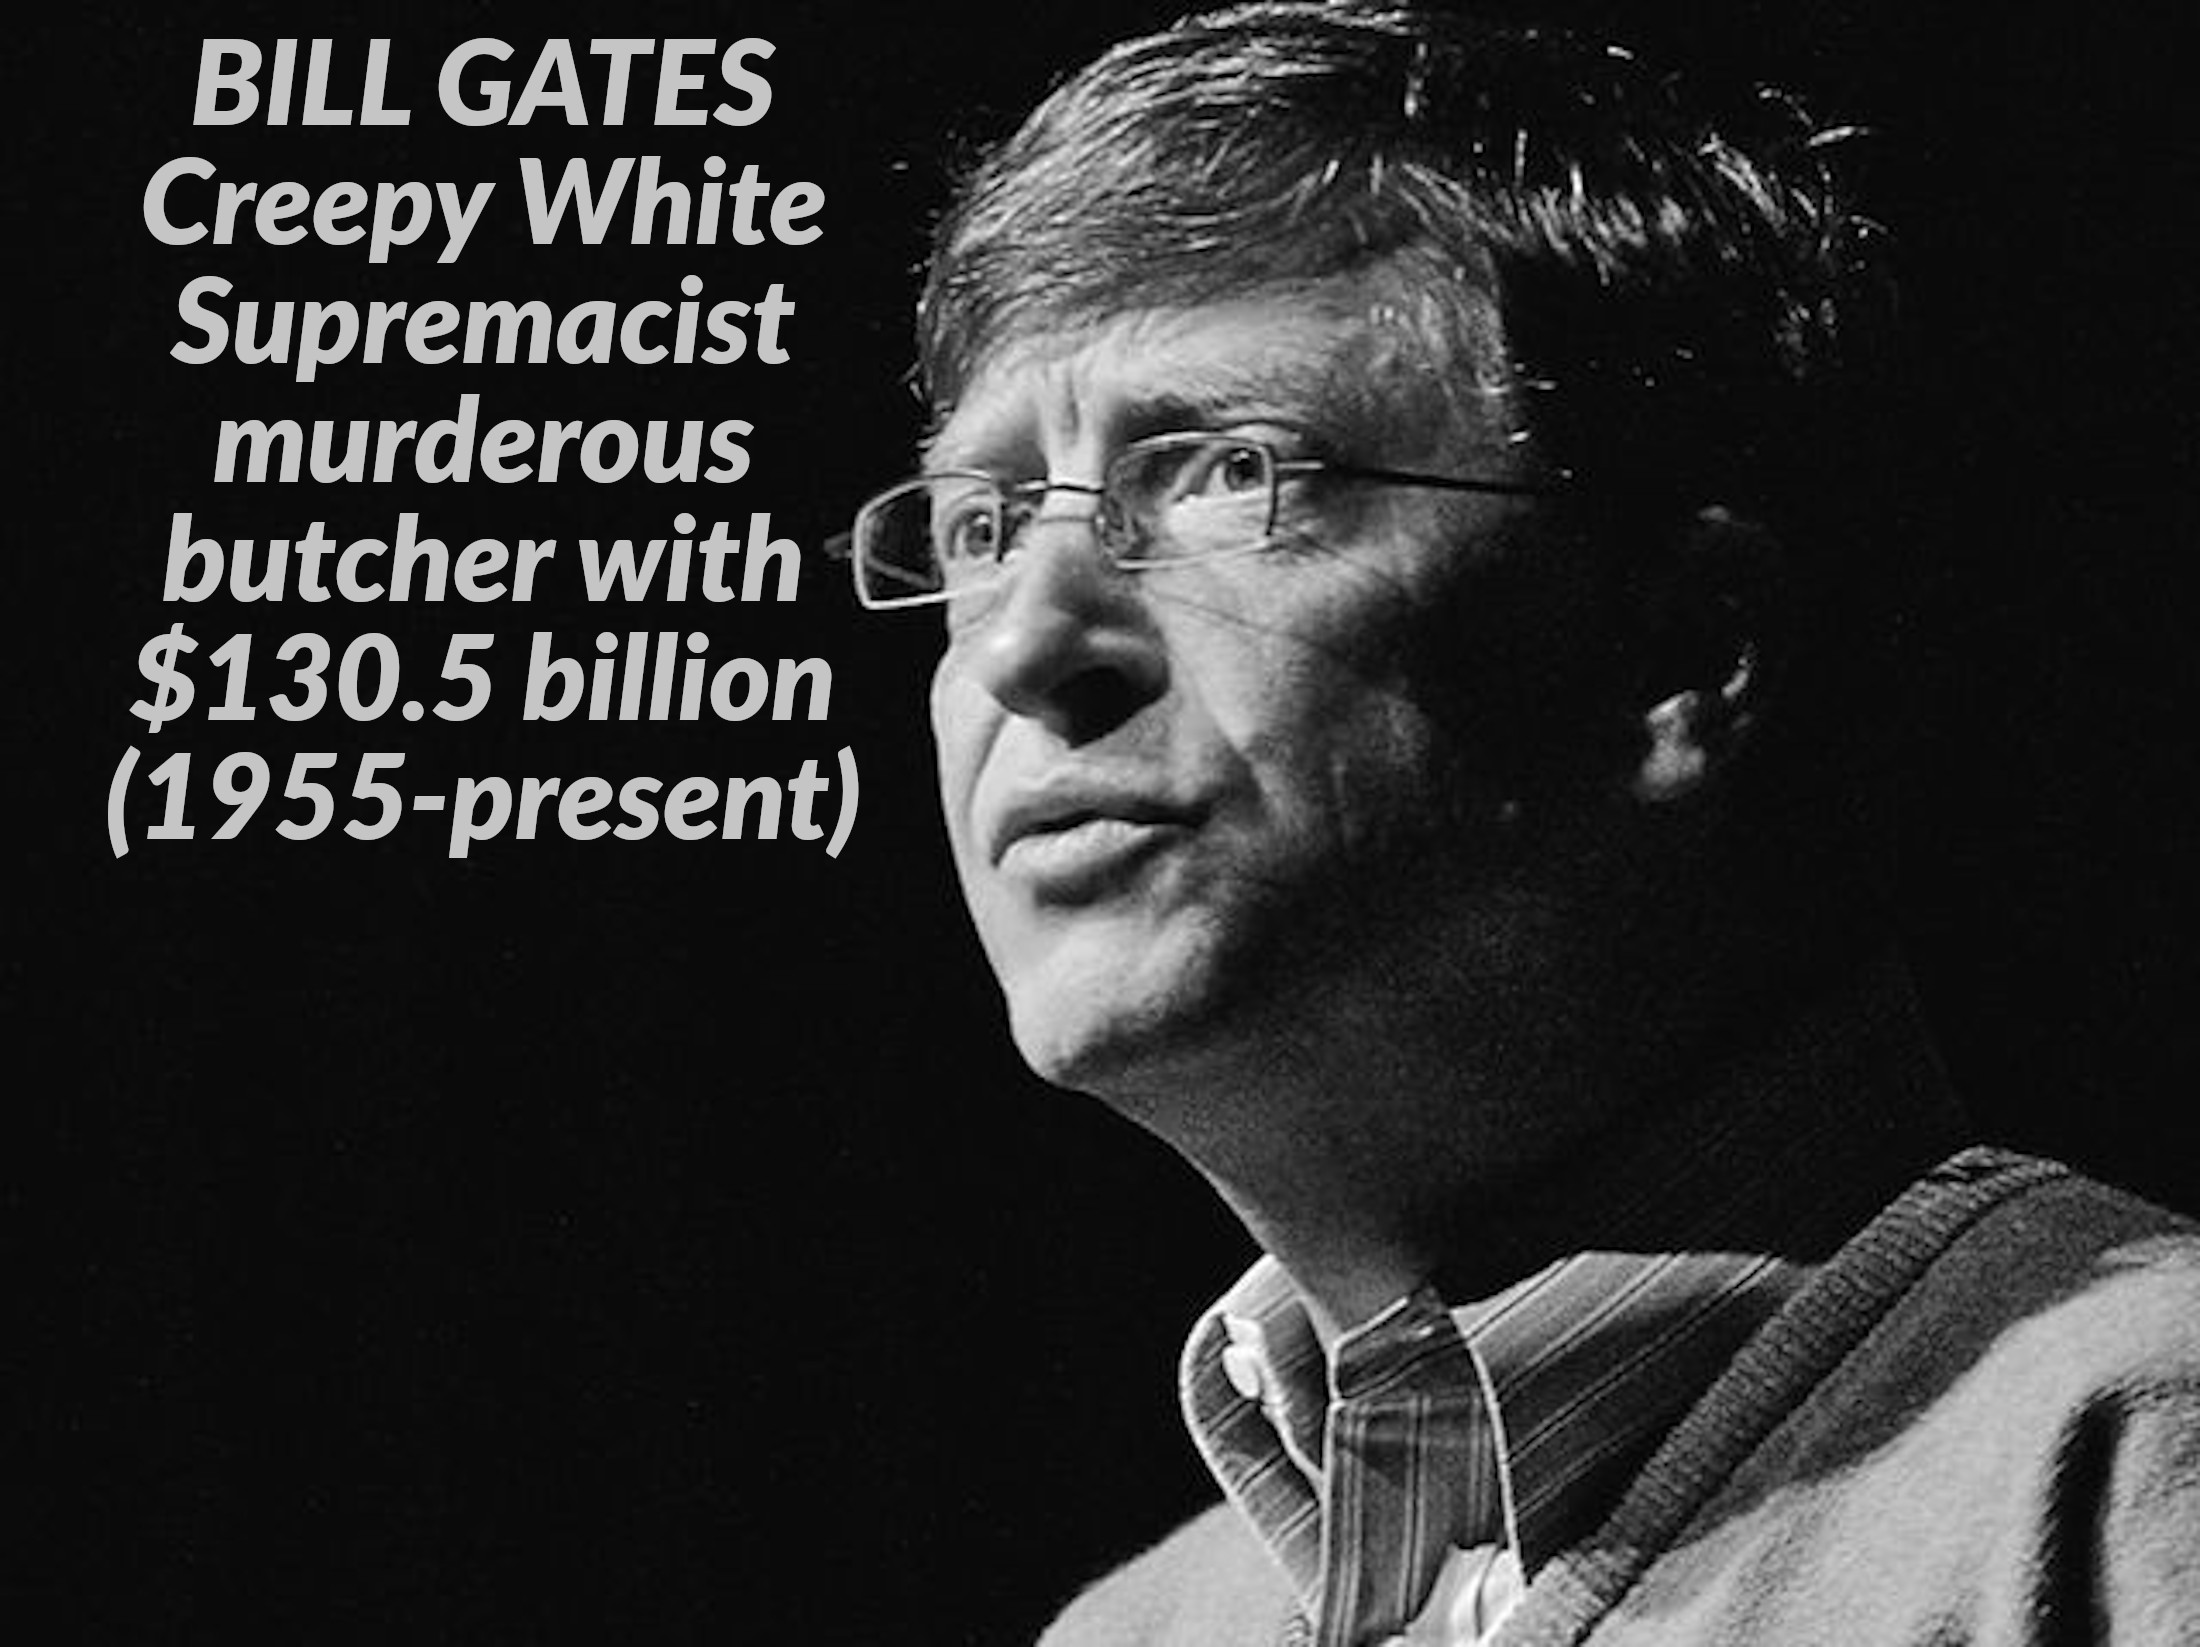 BILL GATES
Creepy White
Supremacist
murderous
butcher with
$130.5 billion
(1955-present)